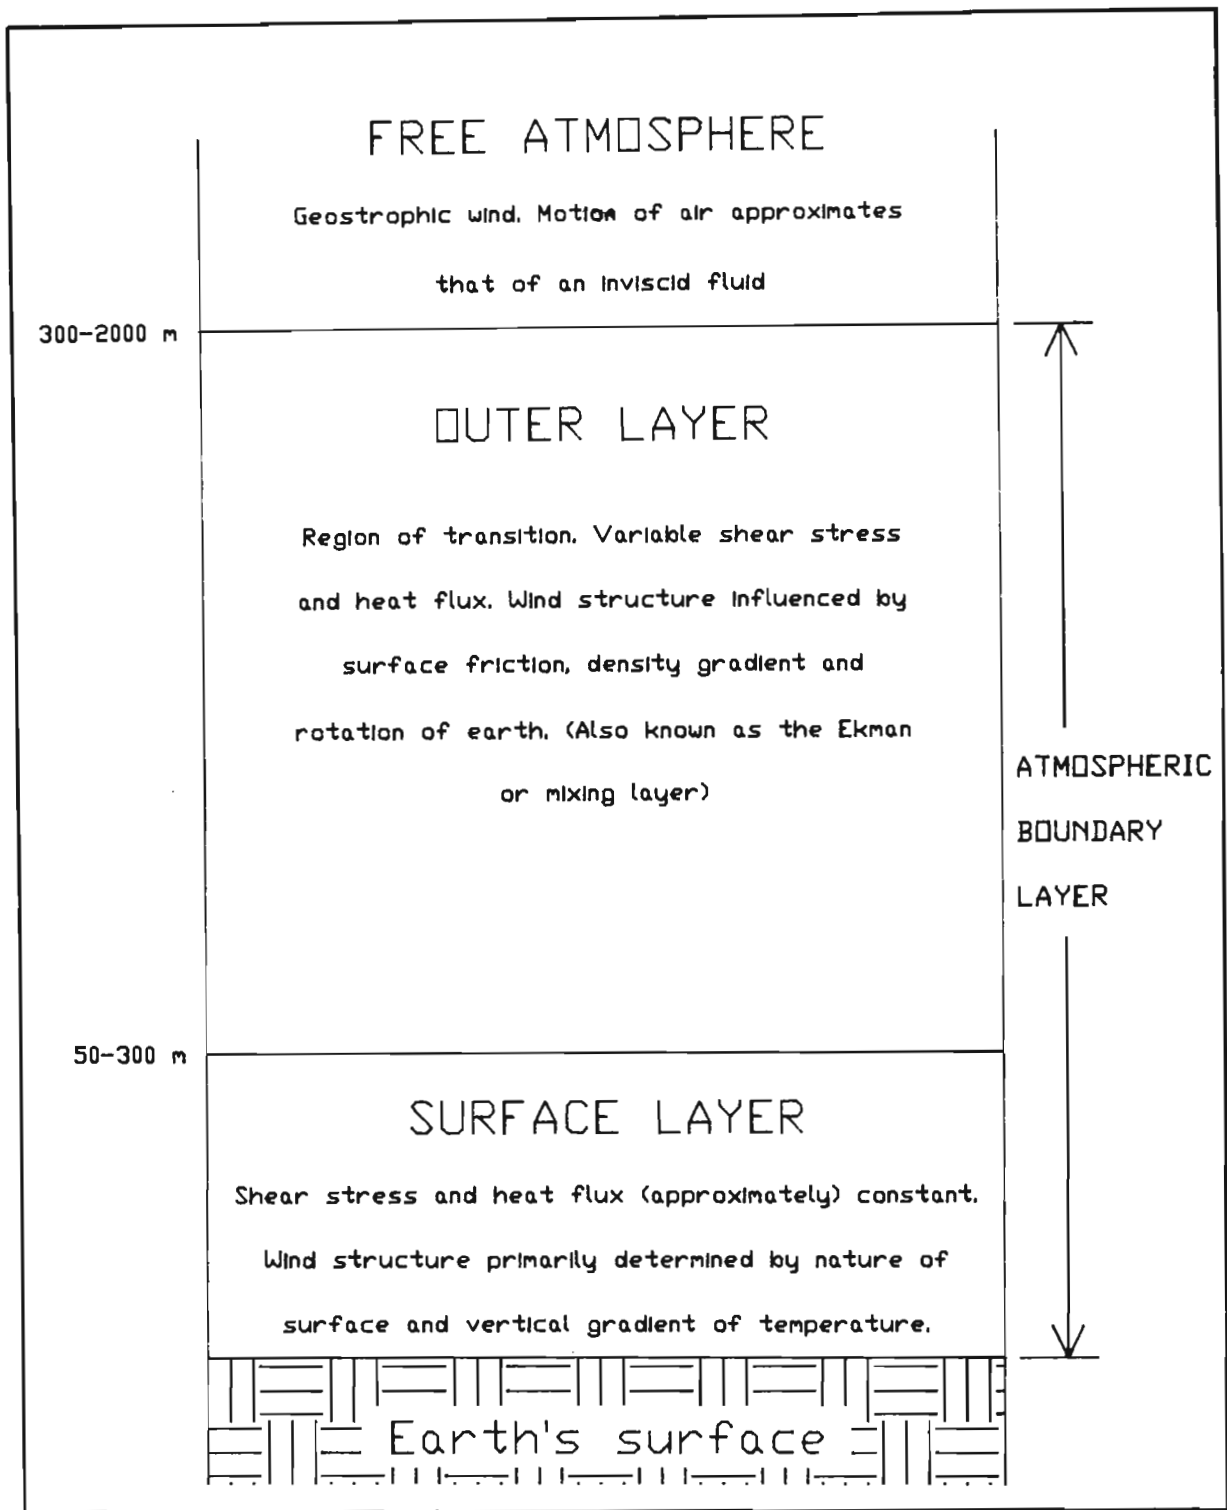 FREE ATMOSPHERE
Geostrophic wind. Motion of air approximates
that of an inviscid fluid
300-2000 m
OUTER LAYER
Region of transition. Variable shear stress
and heat flux. Wind structure influenced by
surface friction, density gradient and
rotation of earth. (Also known as the Ekman
or mixing layer)
ATMOSPHERIC
BOUNDARY
LAYER
50-300 m
SURFACE LAYER
Shear stress and heat flux (approximately) constant.
Wind structure primarily determined by nature of
surface and vertical gradient of temperature.
Earth's surface